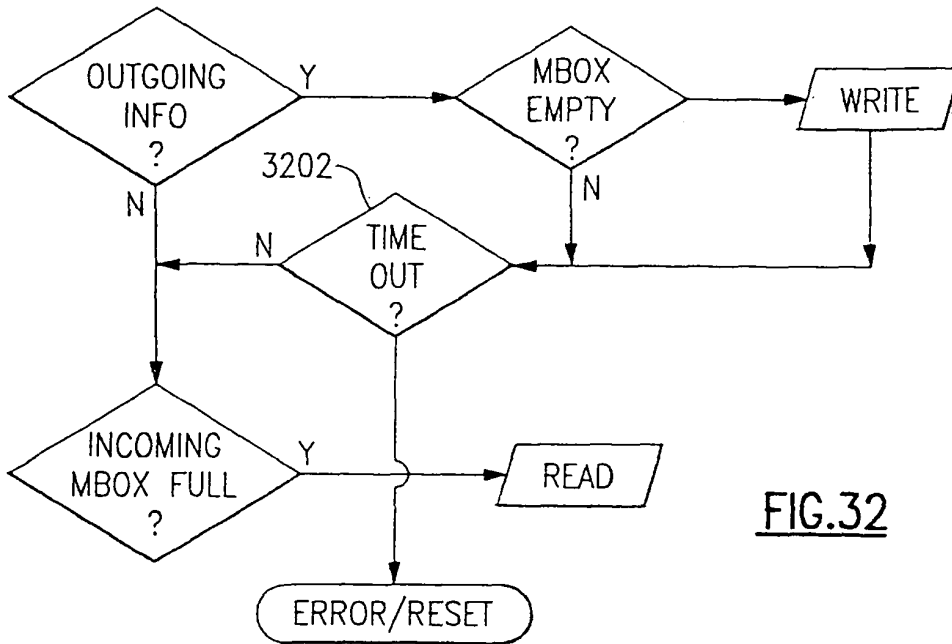 OUTGOING
INFO
?
Y
MBOX
EMPTY
?
WRITE
N
N
3202
N
TIME
OUT
?
INCOMING
MBOX FULL
?
Y
READ
FIG.32
ERROR/RESET